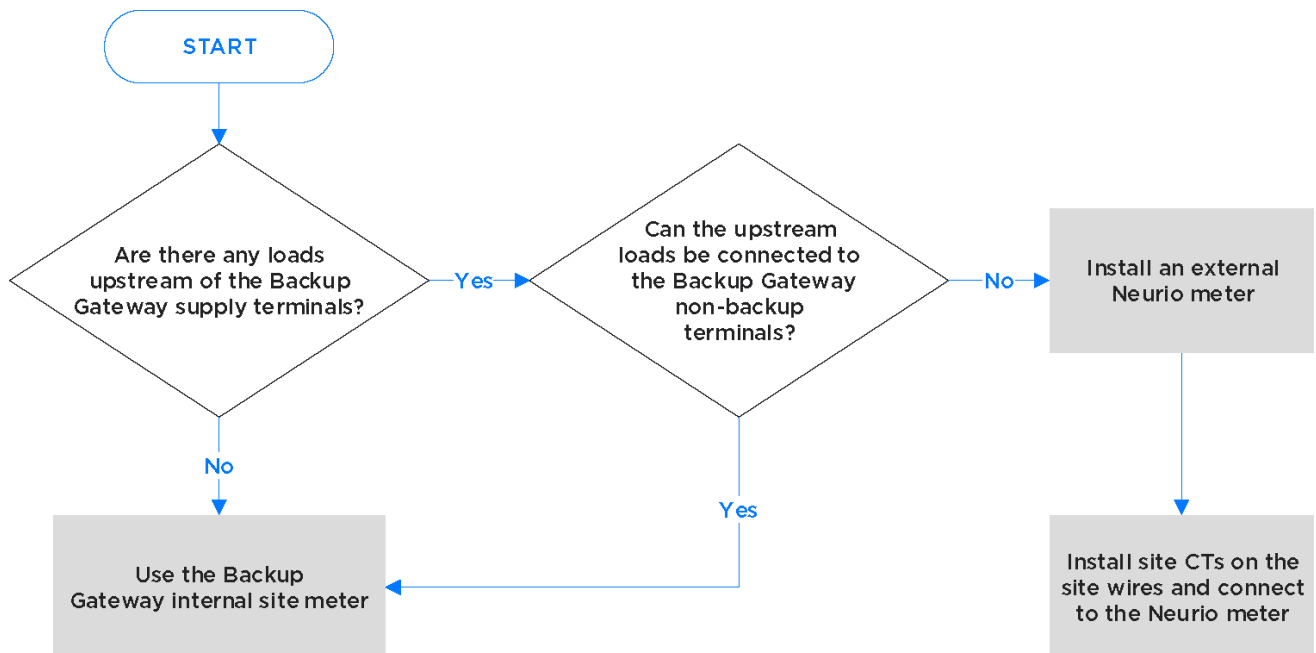 START
Are there any loads
upstream of the Backup
Gateway supply terminals?
Yes
Can the upstream
loads be connected to
the Backup Gateway
non-backup
terminals?
No
Install an external
Neurio meter
No
Yes
Use the Backup
Gateway internal site meter
Install site CTs on the
site wires and connect
to the Neurio meter